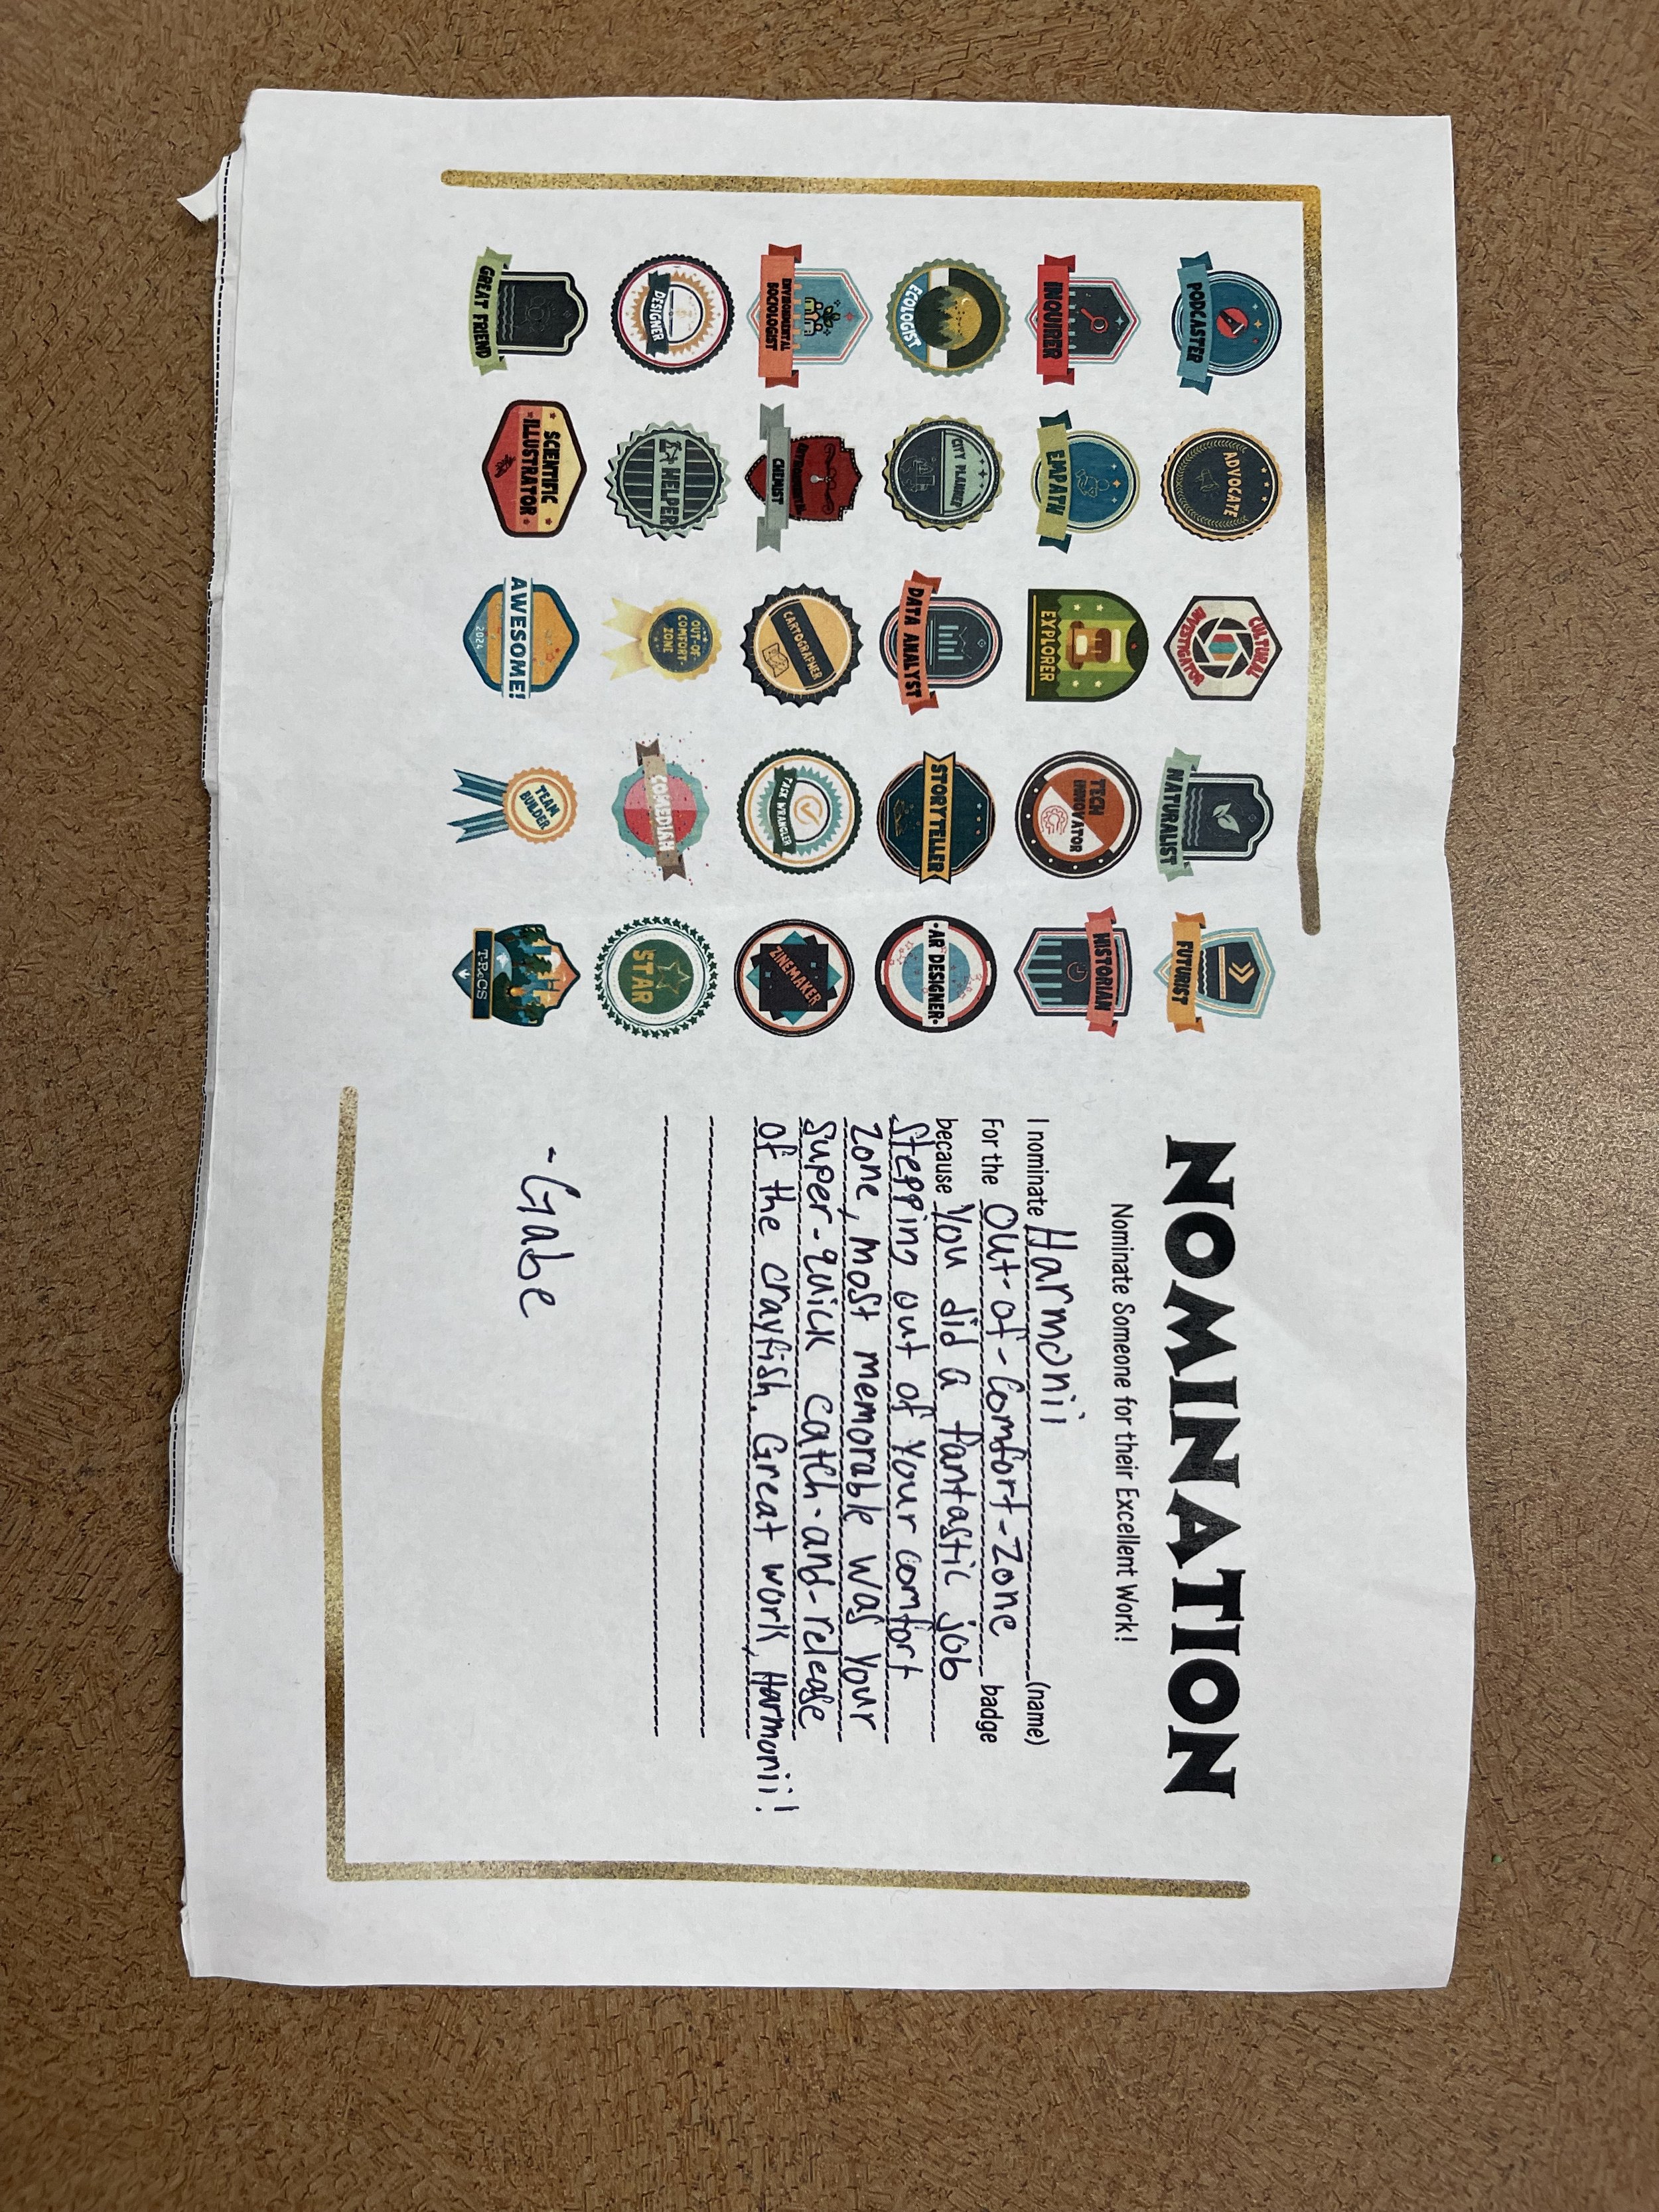 PODCASTER
ADVOCATE
CULTURAL INVESTIGATOR
NATURALIST
FUTURIST
INQUIRER
EMPATH
EXPLORER
TECH INNOVATOR
HISTORIAN
ECOLOGIST
CITY PLANNER
DATA ANALYST
STORYTELLER
AR DESIGNER
ENVIRONMENTAL SOCIOLOGIST
CHEMIST
CARTOGRAPHER
TASK WRANGLER
ZINEMAKER
DESIGNER
HELPER
OUT-OF-COMFORT-ZONE
COMEDIAN
STAR
GREAT FRIEND
SCIENTIFIC ILLUSTRATOR
AWESOME! 2024
TEAM BUILDER
T-RECS
NOMINATION
Nominate Someone for their Excellent Work!
I nominate Harmonii (name)
For the Out-of-Comfort-Zone badge
because You did a fantastic job
stepping out of your comfort
zone, most memorable was your
super-quick catch-and-release
of the crayfish. Great work, Harmonii!
-Gabe